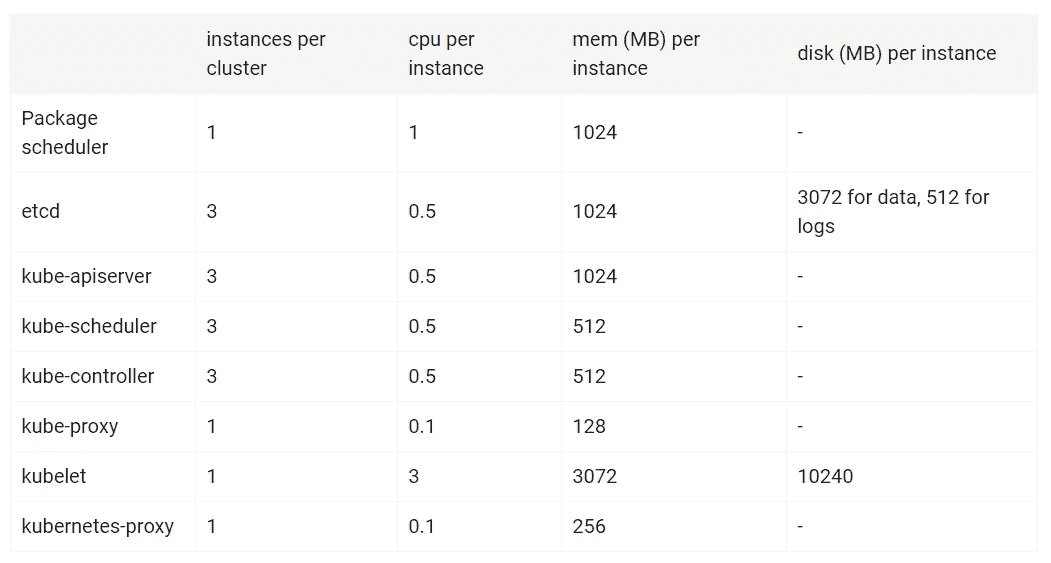 instances per cluster | cpu per instance | mem (MB) per instance | disk (MB) per instance
Package scheduler | 1 | 1 | 1024 | -
etcd | 3 | 0.5 | 1024 | 3072 for data, 512 for logs
kube-apiserver | 3 | 0.5 | 1024 | -
kube-scheduler | 3 | 0.5 | 512 | -
kube-controller | 3 | 0.5 | 512 | -
kube-proxy | 1 | 0.1 | 128 | -
kubelet | 1 | 3 | 3072 | 10240
kubernetes-proxy | 1 | 0.1 | 256 | -